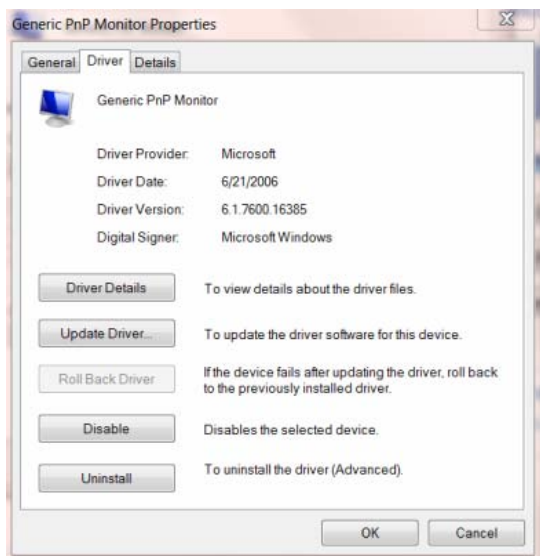 Generic PnP Monitor Properties
General Driver Details
Generic PnP Monitor
Driver Provider: Microsoft
Driver Date: 6/21/2006
Driver Version: 6.1.7600.16385
Digital Signer: Microsoft Windows
Driver Details To view details about the driver files.
Update Driver... To update the driver software for this device.
Roll Back Driver If the device fails after updating the driver, roll back
to the previously installed driver.
Disable Disables the selected device.
Uninstall To uninstall the driver (Advanced).
OK Cancel